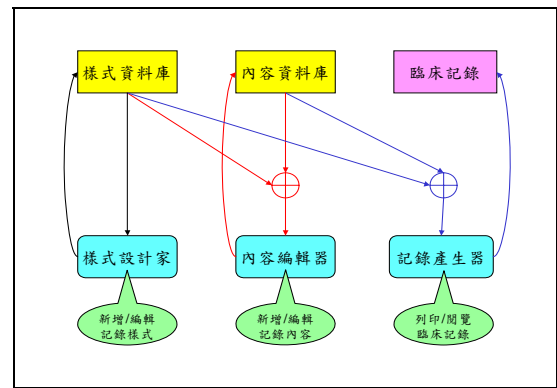 樣式資料庫
內容資料庫
臨床記錄
樣式設計家
內容編輯器
記錄產生器
新增/編輯
記錄樣式
新增/編輯
記錄內容
列印/閱覽
臨床記錄